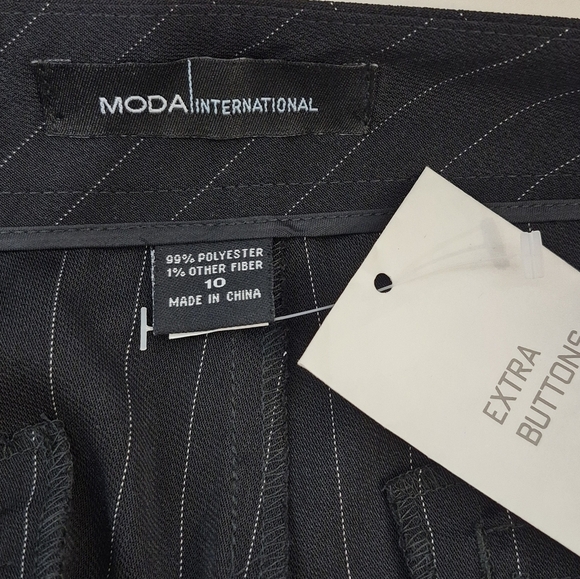 MODA INTERNATIONAL
99% POLYESTER
1% OTHER FIBER
10
MADE IN CHINA
EXTRA
BUTTONS